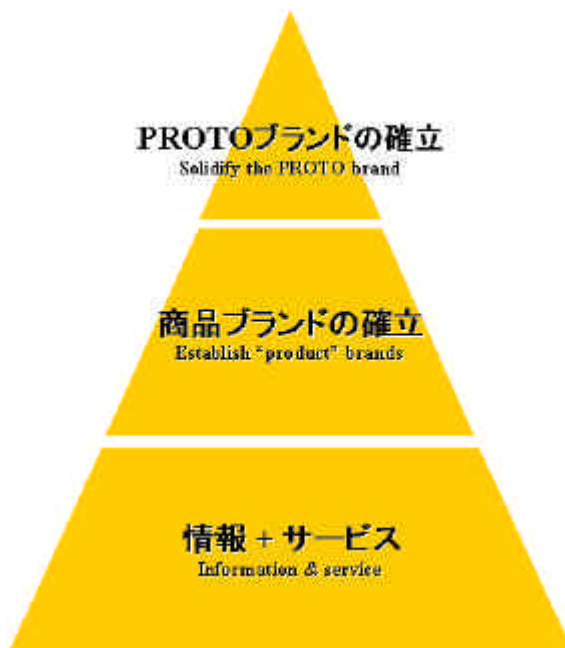 PROTOブランドの確立
Solidify the PROTO brand
商品ブランドの確立
Establish "product" brands
情報 + サービス
Information & service